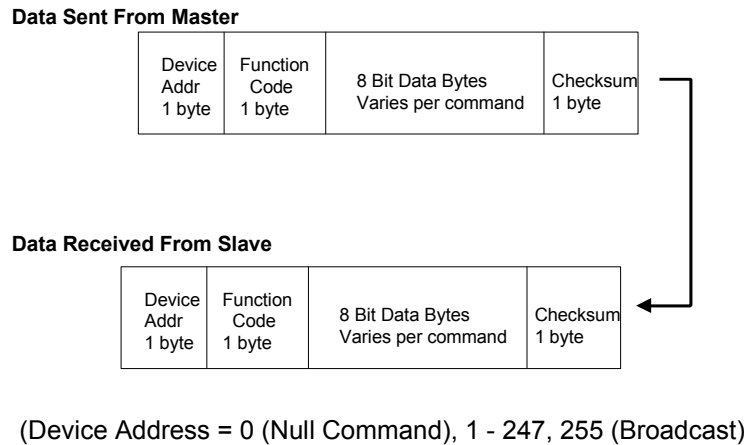 Data Sent From Master
Device
Addr
1 byte
Function
Code
1 byte
8 Bit Data Bytes
Varies per command
Checksum
1 byte
Data Received From Slave
Device
Addr
1 byte
Function
Code
1 byte
8 Bit Data Bytes
Varies per command
Checksum
1 byte
(Device Address = 0 (Null Command), 1 - 247, 255 (Broadcast)